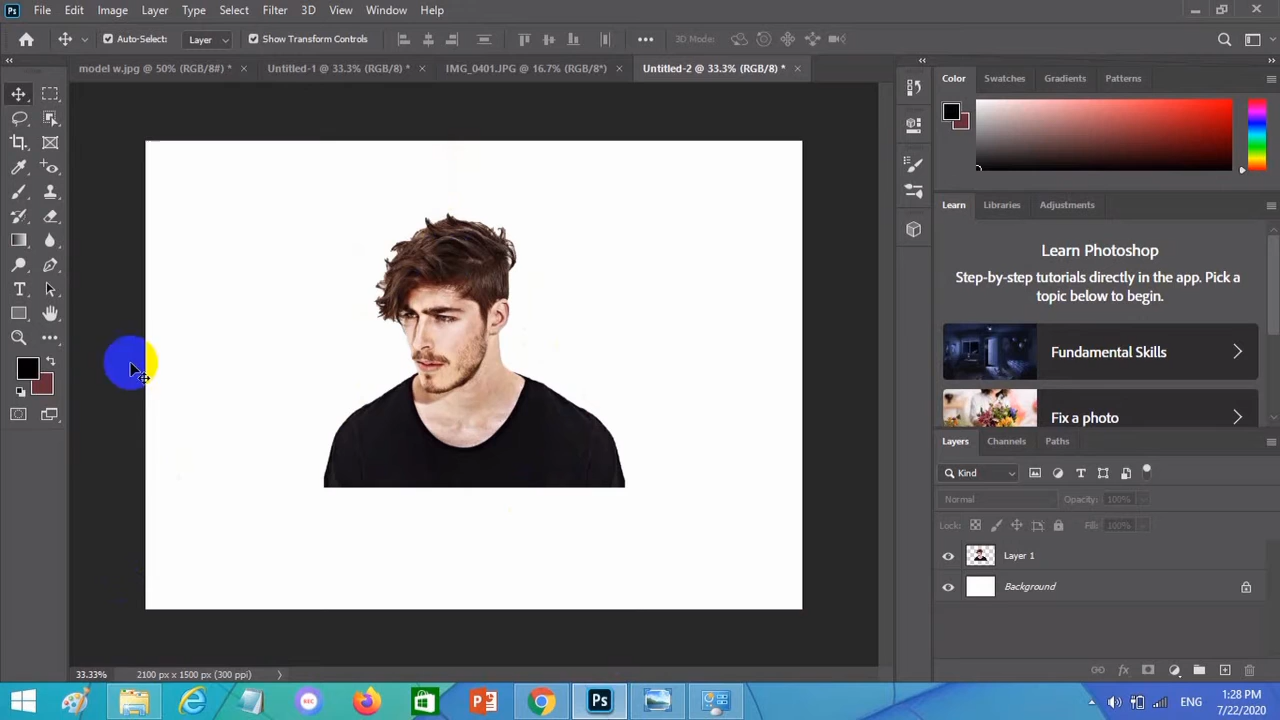 Ps File Edit Image Layer Type Select Filter 3D View Window Help
Auto-Select: Layer Show Transform Controls 3D Mode:
model w.jpg @ 50% (RGB/8#) * × Untitled-1 @ 33.3% (RGB/8) * × IMG_0401.JPG @ 16.7% (RGB/8*) × Untitled-2 @ 33.3% (RGB/8) * ×
Color Swatches Gradients Patterns
Learn Libraries Adjustments
Learn Photoshop
Step-by-step tutorials directly in the app. Pick a
topic below to begin.
Fundamental Skills
Fix a photo
Layers Channels Paths
Kind
Normal Opacity: 100%
Lock: Fill: 100%
Layer 1
Background
33.33% 2100 px x 1500 px (300 ppi)
REC Ps ENG 1:28 PM
7/22/2020